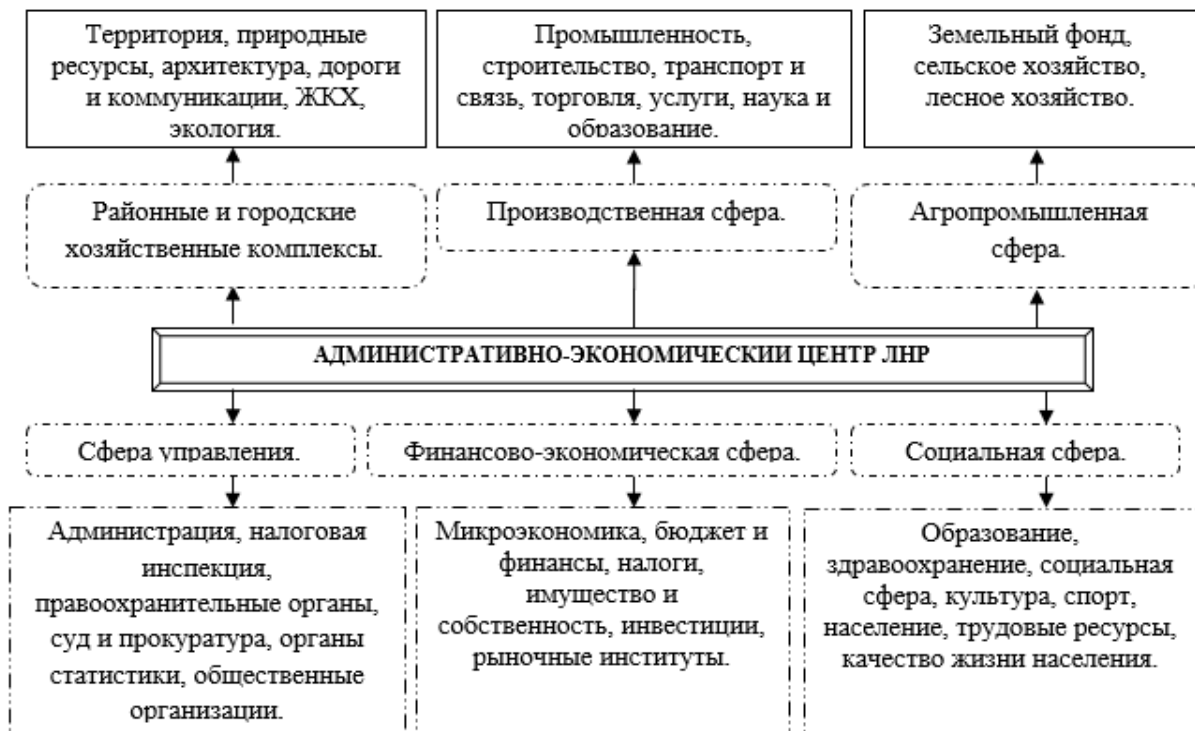 Территория, природные
ресурсы, архитектура, дороги
и коммуникации, ЖКХ,
экология.
Промышленность,
строительство, транспорт и
связь, торговля, услуги, наука и
образование.
Земельный фонд,
сельское хозяйство,
лесное хозяйство.
Районные и городские
хозяйственные комплексы.
Производственная сфера.
Агропромышленная
сфера.
АДМИНИСТРАТИВНО-ЭКОНОМИЧЕСКИИ ЦЕНТР ЛНР
Сфера управления.
Финансово-экономическая сфера.
Социальная сфера.
Администрация, налоговая
инспекция,
правоохранительные органы,
суд и прокуратура, органы
статистики, общественные
организации.
Микроэкономика, бюджет и
финансы, налоги,
имущество и
собственность, инвестиции,
рыночные институты.
Образование,
здравоохранение, социальная
сфера, культура, спорт,
население, трудовые ресурсы,
качество жизни населения.